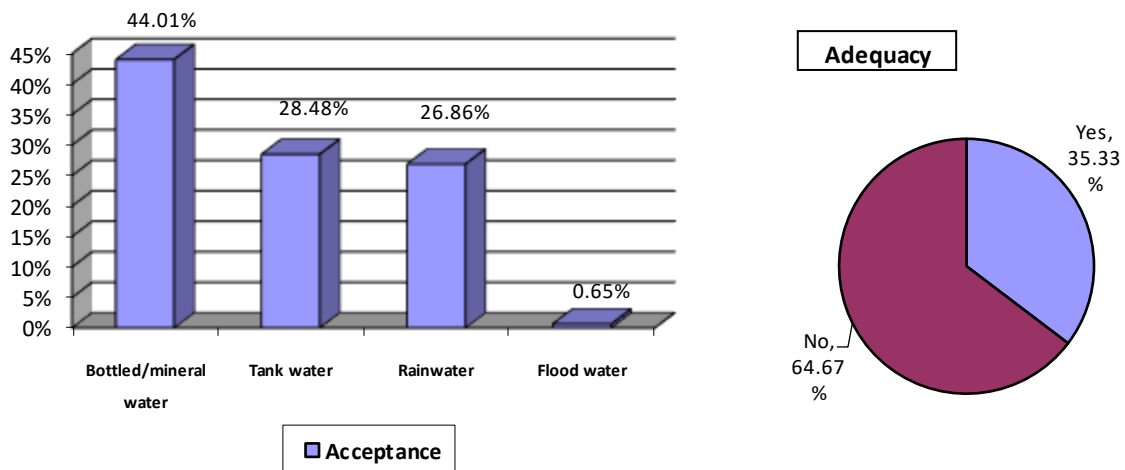 44.01%
28.48%
26.86%
0.65%
45%
40%
35%
30%
25%
20%
15%
10%
5%
0%
Bottled/mineral
water
Tank water
Rainwater
Flood water
Acceptance
Adequacy
Yes,
35.33
%
No,
64.67
%